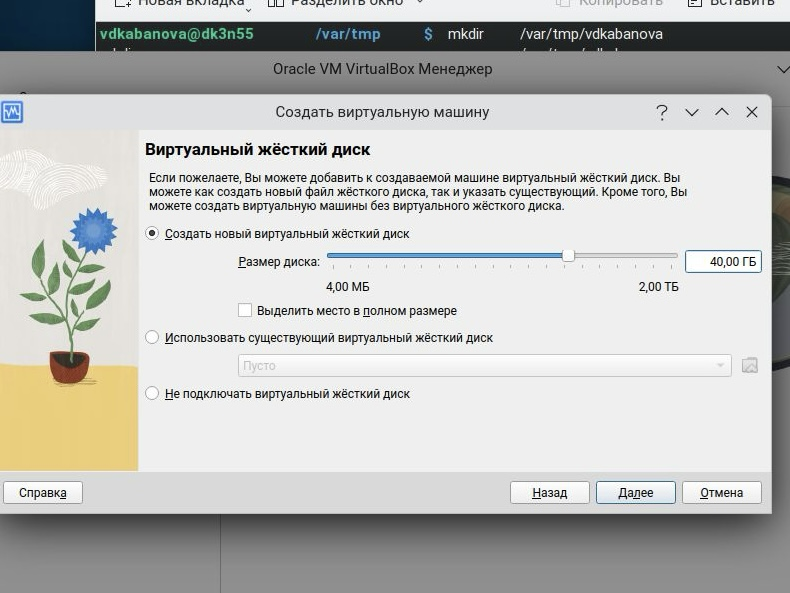 Новая вкладка Разделить окно Копировать Вставить
vdkabanova@dk3n55 /var/tmp $ mkdir /var/tmp/vdkabanova
Oracle VM VirtualBox Менеджер
Создать виртуальную машину
Виртуальный жёсткий диск
Если пожелаете, Вы можете добавить к создаваемой машине виртуальный жёсткий диск. Вы
можете как создать новый файл жёсткого диска, так и указать существующий. Кроме того, Вы
можете создать виртуальную машины без виртуального жёсткого диска.
Создать новый виртуальный жёсткий диск
Размер диска: 40,00 ГБ
4,00 МБ 2,00 ТБ
Выделить место в полном размере
Использовать существующий виртуальный жёсткий диск
Пусто
Не подключать виртуальный жёсткий диск
Справка Назад Далее Отмена